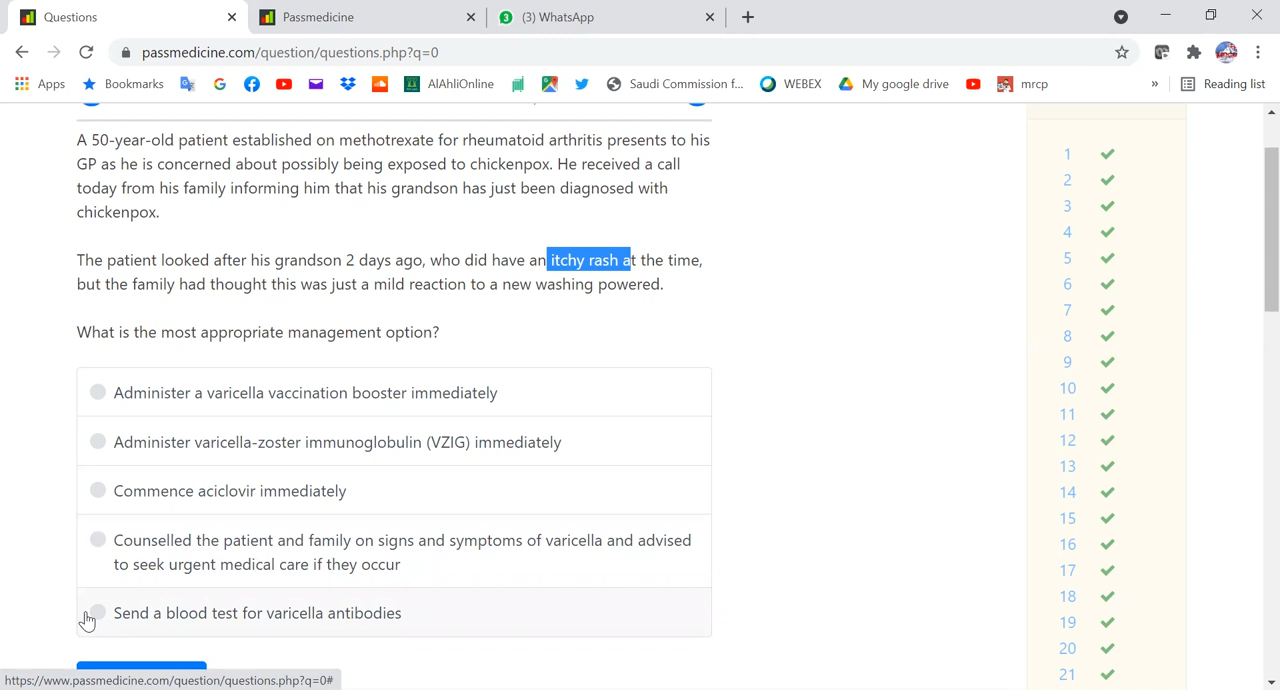 Questions
Passmedicine
(3) WhatsApp
passmedicine.com/question/questions.php?q=0
Apps
Bookmarks
AlAhliOnline
Saudi Commission f...
WEBEX
My google drive
mrcp
»
Reading list
A 50-year-old patient established on methotrexate for rheumatoid arthritis presents to his
GP as he is concerned about possibly being exposed to chickenpox. He received a call
today from his family informing him that his grandson has just been diagnosed with
chickenpox.
The patient looked after his grandson 2 days ago, who did have an itchy rash at the time,
but the family had thought this was just a mild reaction to a new washing powered.
What is the most appropriate management option?
Administer a varicella vaccination booster immediately
Administer varicella-zoster immunoglobulin (VZIG) immediately
Commence aciclovir immediately
Counselled the patient and family on signs and symptoms of varicella and advised
to seek urgent medical care if they occur
Send a blood test for varicella antibodies
1
2
3
4
5
6
7
8
9
10
11
12
13
14
15
16
17
18
19
20
21
https://www.passmedicine.com/question/questions.php?q=0#